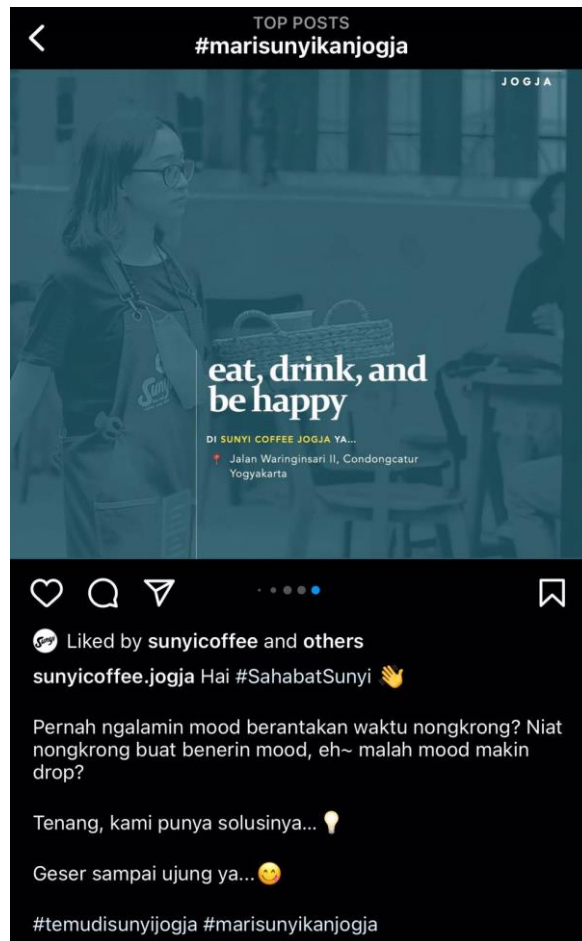 TOP POSTS
#marisunyikanjogja
JOGJA
Sunyi
eat, drink, and
be happy
DI SUNYI COFFEE JOGJA YA...
📍 Jalan Waringinsari II, Condongcatur
Yogyakarta
Sunyi Liked by sunyicoffee and others
sunyicoffee.jogja Hai #SahabatSunyi 👋
Pernah ngalamin mood berantakan waktu nongkrong? Niat
nongkrong buat benerin mood, eh~ malah mood makin
drop?
Tenang, kami punya solusinya... 💡
Geser sampai ujung ya...😋
#temudisunyijogja #marisunyikanjogja